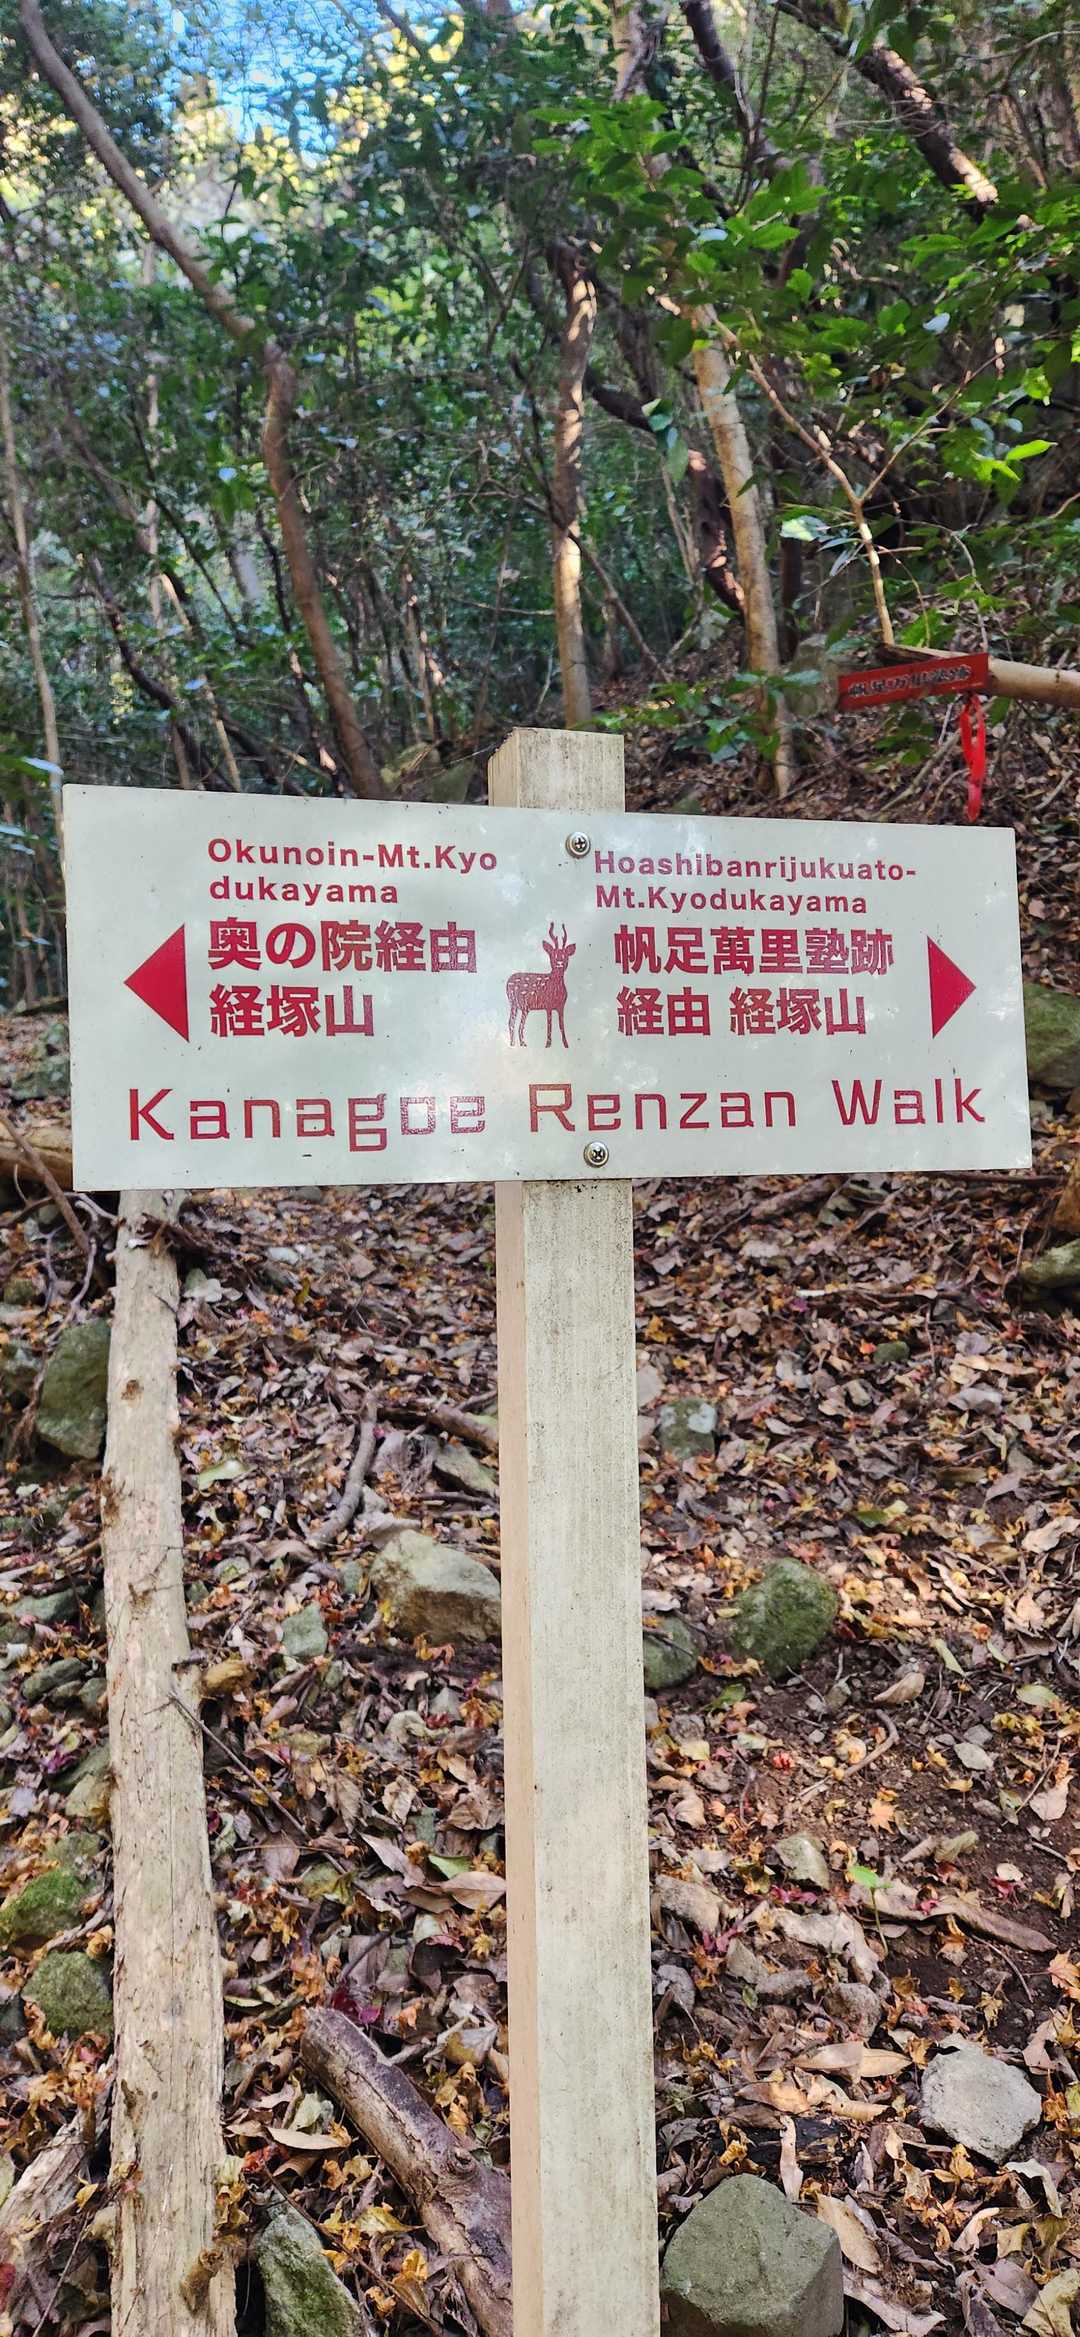 Okunoin-Mt.Kyo
dukayama
奥の院経由
経塚山
Hoashibanrijukuato-
Mt.Kyodukayama
帆足萬里塾跡
経由 経塚山
Kanagoe Renzan Walk